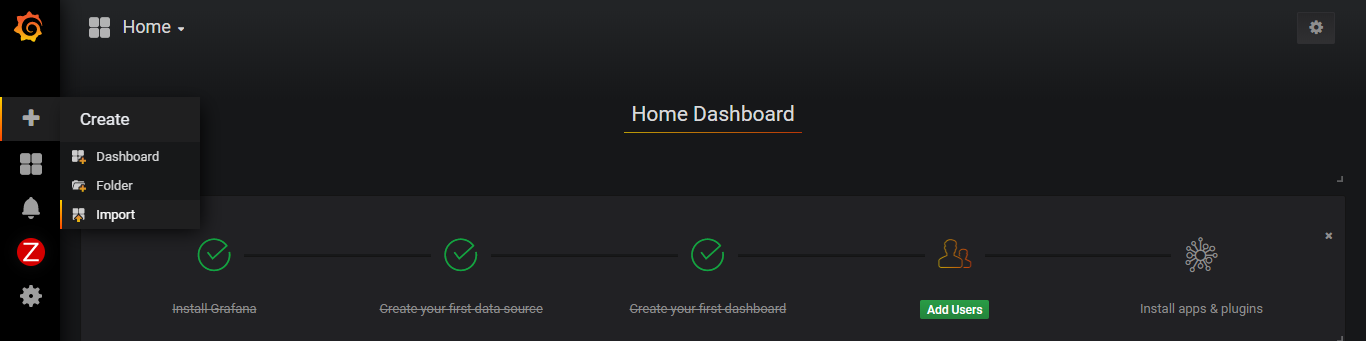 Home
Create
Home Dashboard
Dashboard
Folder
Import
Z
Install Grafana
Create your first data source
Create your first dashboard
Add Users
Install apps & plugins